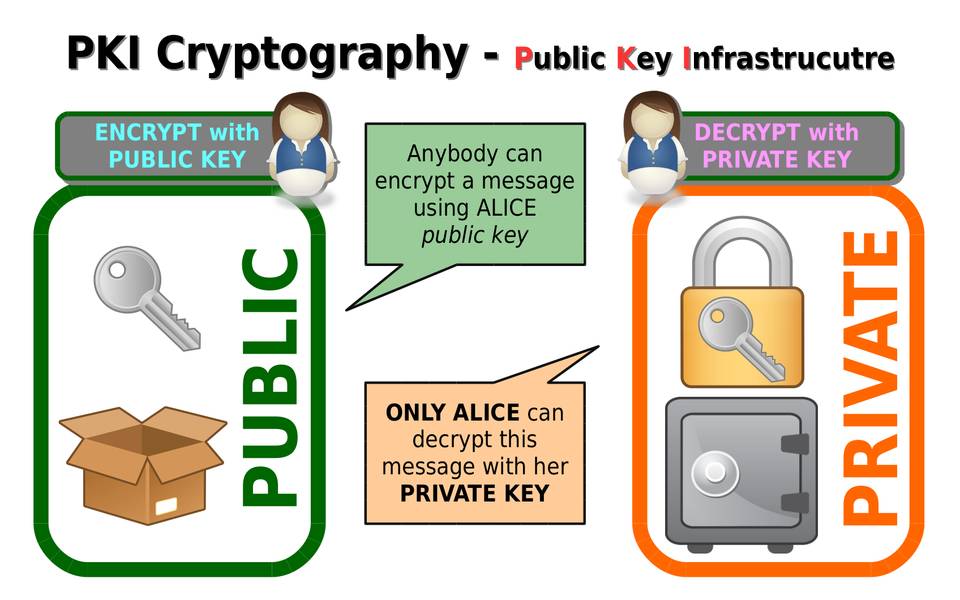 PKI Cryptography - Public Key Infrastrucutre
ENCRYPT with
PUBLIC KEY
Anybody can
encrypt a message
using ALICE
public key
DECRYPT with
PRIVATE KEY
PUBLIC
ONLY ALICE can
decrypt this
message with her
PRIVATE KEY
PRIVATE